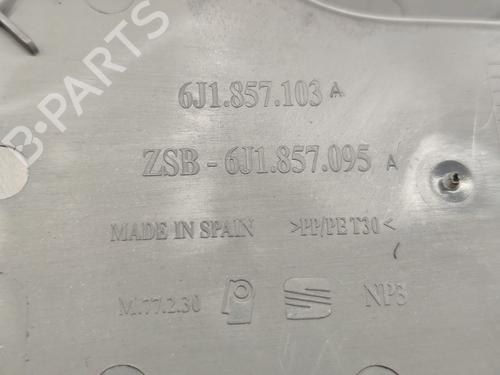 B-PARTS
6J1.857.103 A
ZSB - 6J1.857.095 A
MADE IN SPAIN >PP/PE T30<
M.77.2.30 NP3